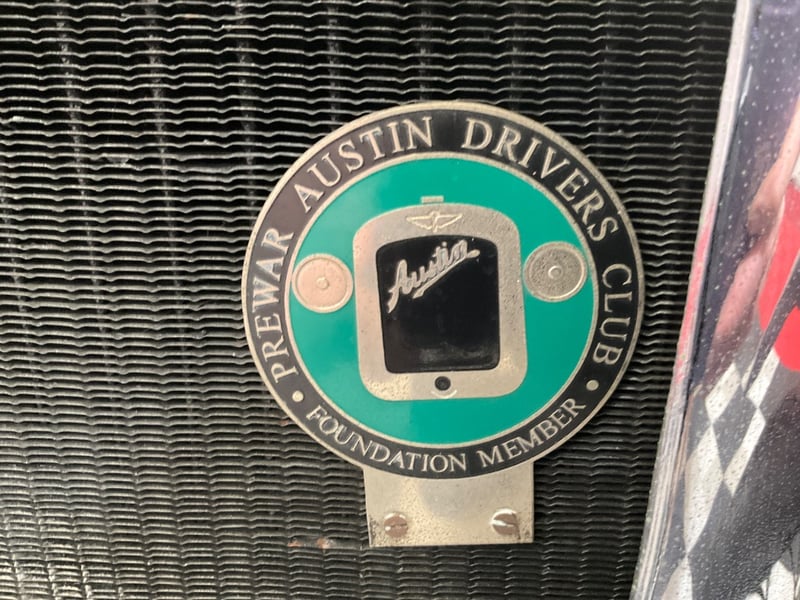 PREWAR AUSTIN DRIVERS CLUB
Austin
• FOUNDATION MEMBER •